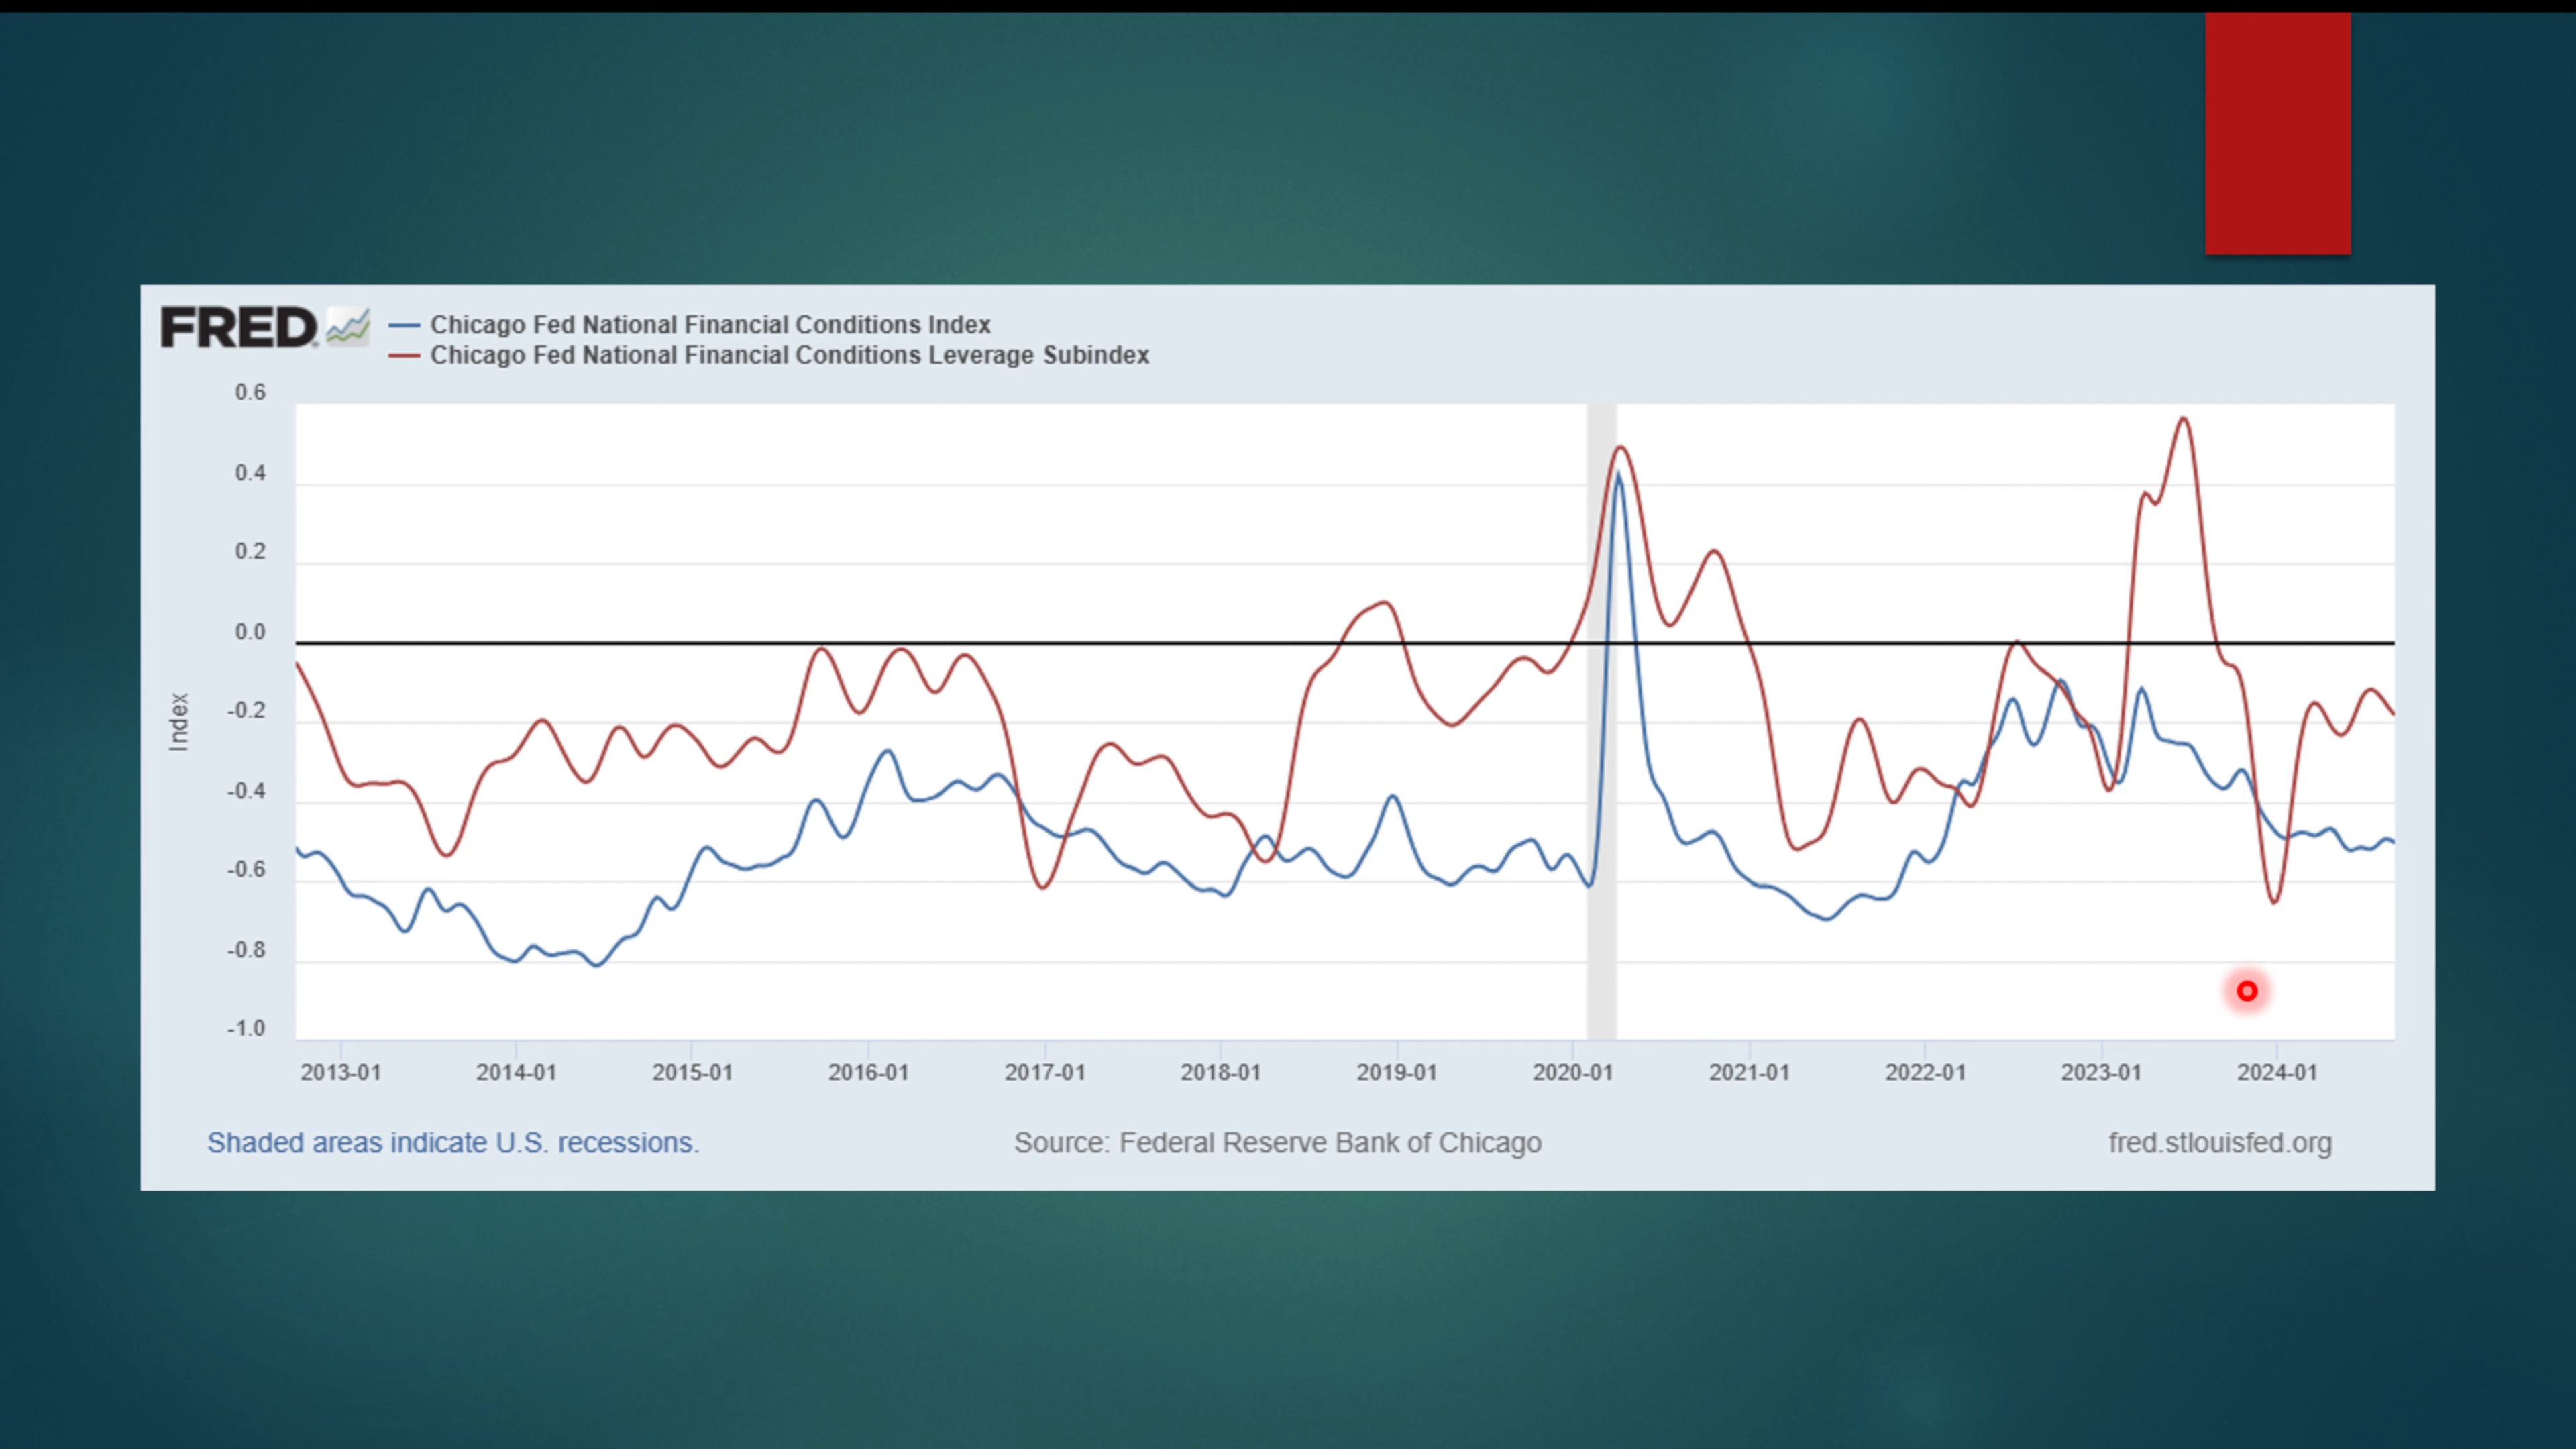 FRED
Chicago Fed National Financial Conditions Index
Chicago Fed National Financial Conditions Leverage Subindex
0.6
0.4
0.2
0.0
-0.2
-0.4
-0.6
-0.8
-1.0
Index
2013-01 2014-01 2015-01 2016-01 2017-01 2018-01 2019-01 2020-01 2021-01 2022-01 2023-01 2024-01
Shaded areas indicate U.S. recessions. Source: Federal Reserve Bank of Chicago fred.stlouisfed.org